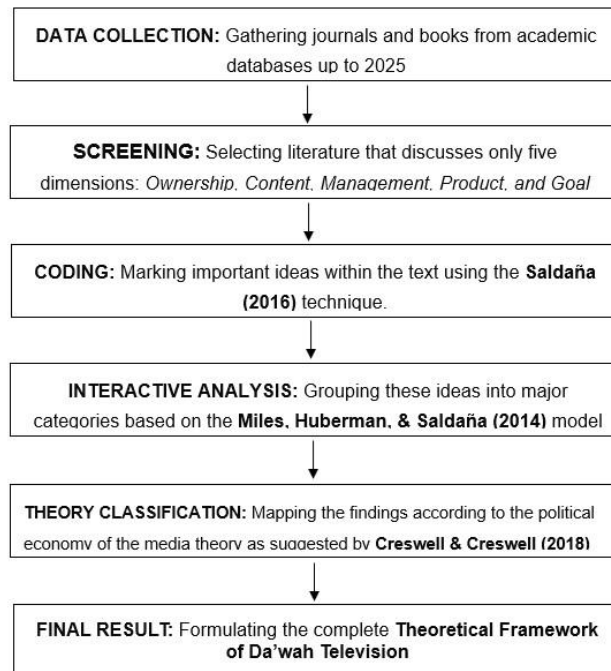 DATA COLLECTION: Gathering journals and books from academic
databases up to 2025
SCREENING: Selecting literature that discusses only five
dimensions: Ownership, Content, Management, Product, and Goal
CODING: Marking important ideas within the text using the Saldaña
(2016) technique.
INTERACTIVE ANALYSIS: Grouping these ideas into major
categories based on the Miles, Huberman, & Saldaña (2014) model
THEORY CLASSIFICATION: Mapping the findings according to the political
economy of the media theory as suggested by Creswell & Creswell (2018)
FINAL RESULT: Formulating the complete Theoretical Framework
of Da'wah Television